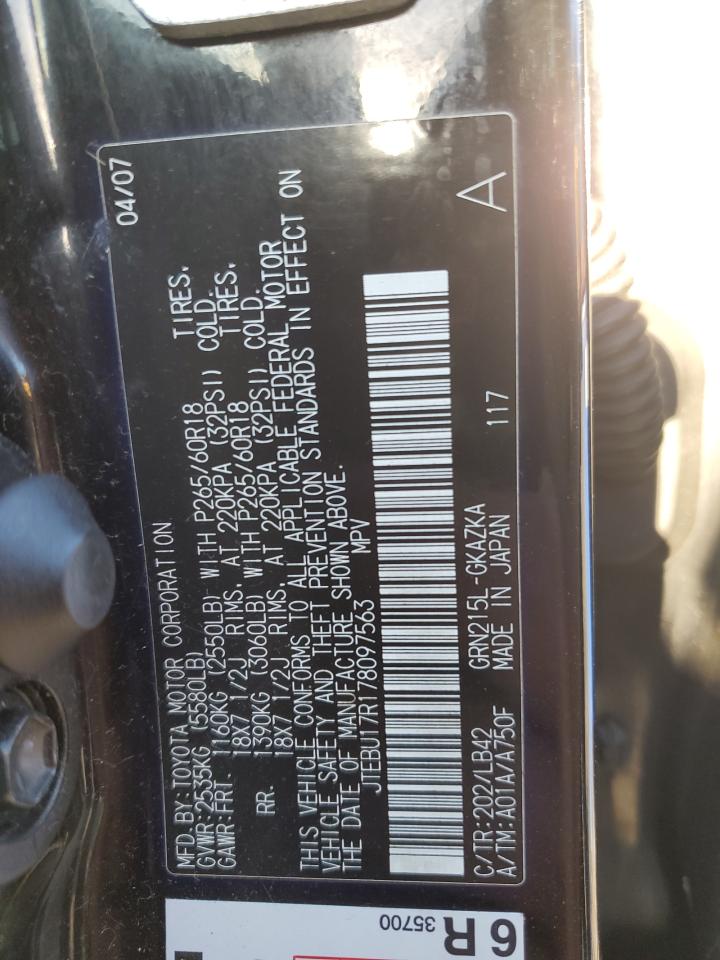 MFD.BY:TOYOTA MOTOR CORPORATION 04/07
GVWR:2535KG (5580LB)
GAWR:FRT. 1160KG (2550LB) WITH P265/60R18 TIRES.
18X7 1/2J RIMS. AT 220KPA (32PSI) COLD.
RR. 1390KG (3060LB) WITH P265/60R18 TIRES.
18X7 1/2J RIMS. AT 220KPA (32PSI) COLD.
THIS VEHICLE CONFORMS TO ALL APPLICABLE FEDERAL MOTOR
VEHICLE SAFETY AND THEFT PREVENTION STANDARDS IN EFFECT ON
THE DATE OF MANUFACTURE SHOWN ABOVE.
JTEBU17R178097563 MPV
C/TR:202/LB42 GRN215L-GKAZKA 117 A
A/TM:A01A/A750F MADE IN JAPAN
6R
35700